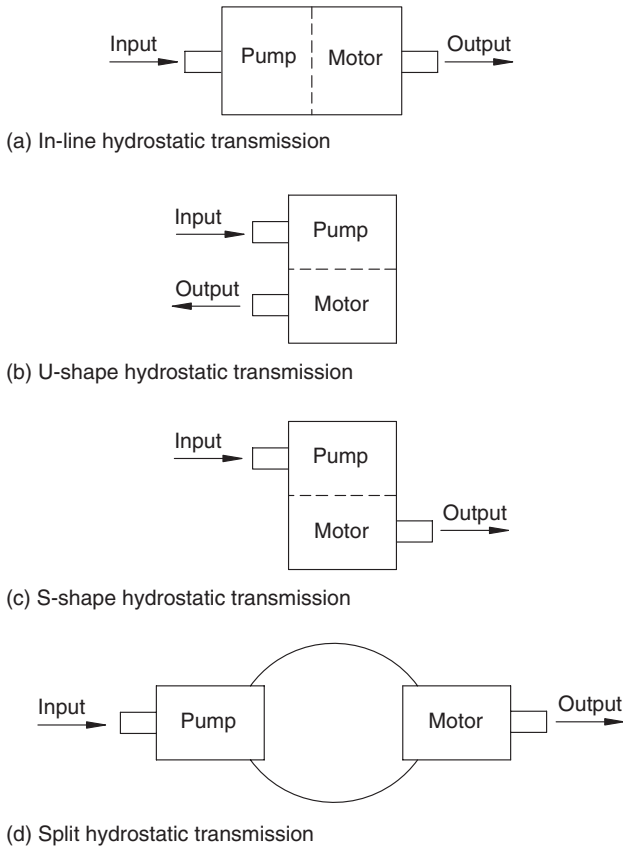 Input Pump Motor Output
(a) In-line hydrostatic transmission
Input Pump
Output Motor
(b) U-shape hydrostatic transmission
Input Pump
Motor Output
(c) S-shape hydrostatic transmission
Input Pump Motor Output
(d) Split hydrostatic transmission